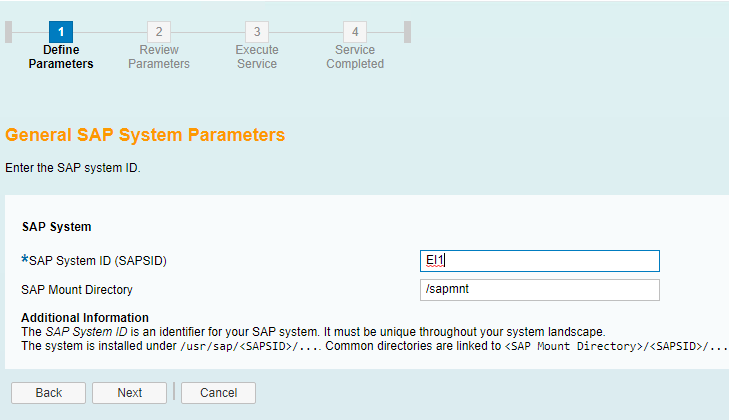 1 2 3 4
Define Review Execute Service
Parameters Parameters Service Completed
General SAP System Parameters
Enter the SAP system ID.
SAP System
*SAP System ID (SAPSID) EI1
SAP Mount Directory /sapmnt
Additional Information
The SAP System ID is an identifier for your SAP system. It must be unique throughout your system landscape.
The system is installed under /usr/sap/<SAPSID>/.... Common directories are linked to <SAP Mount Directory>/<SAPSID>/...
Back Next Cancel